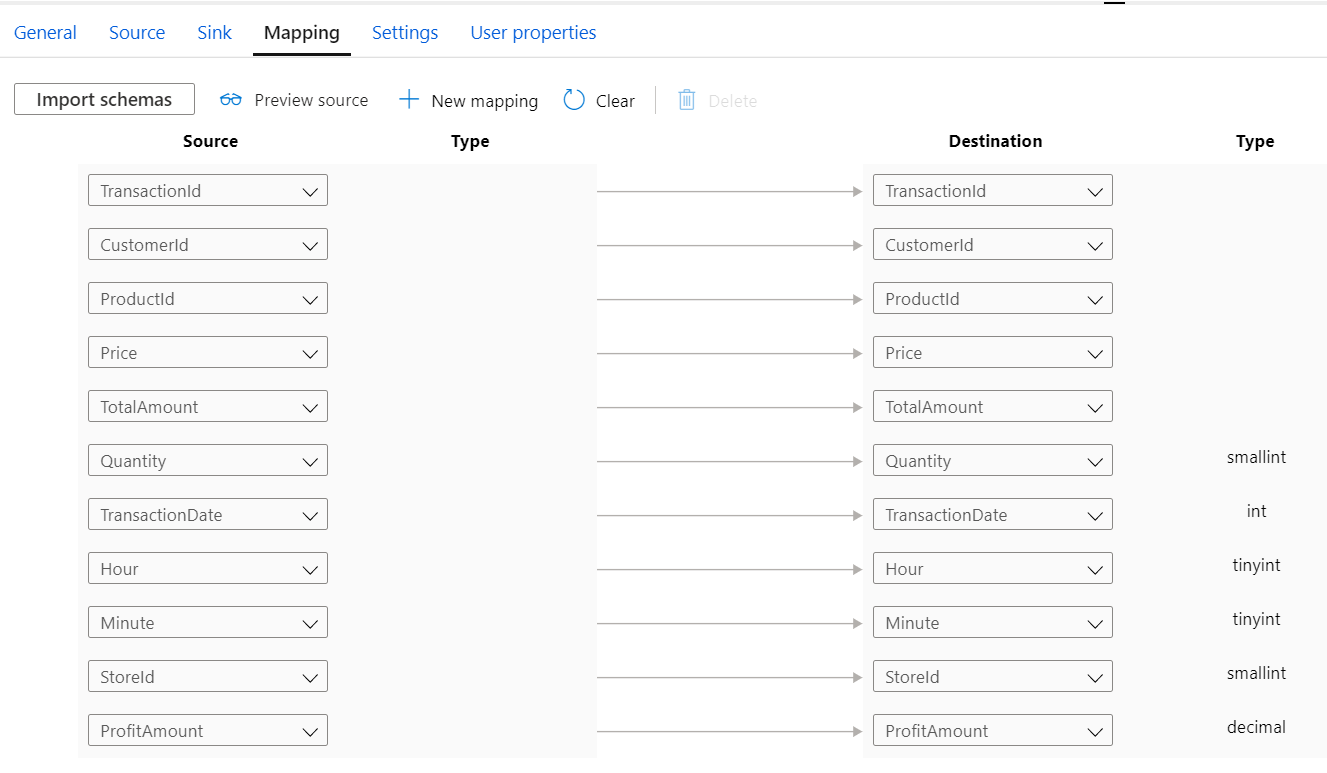 General Source Sink Mapping Settings User properties
Import schemas Preview source New mapping Clear Delete
Source Type Destination Type
TransactionId TransactionId
CustomerId CustomerId
ProductId ProductId
Price Price
TotalAmount TotalAmount
Quantity Quantity smallint
TransactionDate TransactionDate int
Hour Hour tinyint
Minute Minute tinyint
StoreId StoreId smallint
ProfitAmount ProfitAmount decimal